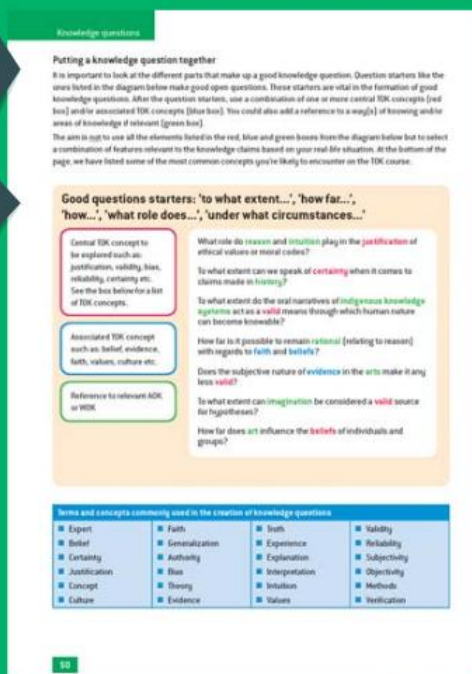 Knowledge questions
Putting a knowledge question together
It is important to look at the different parts that make up a good knowledge question. Question starters like the
ones listed in the diagram below make good open questions. These starters are vital in the formation of good
knowledge questions. After the question starters, use a combination of one or more central TOK concepts (red
box) and/or associated TOK concepts (blue box). You could also add a reference to a way(s) of knowing and/or
areas of knowledge if relevant (green box).
The aim is not to use all the elements listed in the red, blue and green boxes from the diagram below but to select
a combination of features relevant to the knowledge claims based on your real-life situation. At the bottom of the
page, we have listed some of the most common concepts you're likely to encounter on the TOK course.
Good questions starters: 'to what extent...', 'how far...',
'how...', 'what role does...', 'under what circumstances...'
Central TOK concept to
be explored such as:
justification, validity, bias,
reliability, certainty etc.
See the box below for a list
of TOK concepts.
Associated TOK concept
such as: belief, evidence,
faith, values, culture etc.
Reference to relevant AOK
or WOK
What role do reason and intuition play in the justification of
ethical values or moral codes?
To what extent can we speak of certainty when it comes to
claims made in history?
To what extent do the oral narratives of indigenous knowledge
systems act as a valid means through which human nature
can become knowable?
How far is it possible to remain rational (relating to reason)
with regards to faith and beliefs?
Does the subjective nature of evidence in the arts make it any
less valid?
To what extent can imagination be considered a valid source
for hypotheses?
How far does art influence the beliefs of individuals and
groups?
Terms and concepts commonly used in the creation of knowledge questions
■ Expert
■ Belief
■ Certainty
■ Justification
■ Concept
■ Culture
■ Faith
■ Generalization
■ Authority
■ Bias
■ Theory
■ Evidence
■ Truth
■ Experience
■ Explanation
■ Interpretation
■ Intuition
■ Values
■ Validity
■ Reliability
■ Subjectivity
■ Objectivity
■ Methods
■ Verification
50